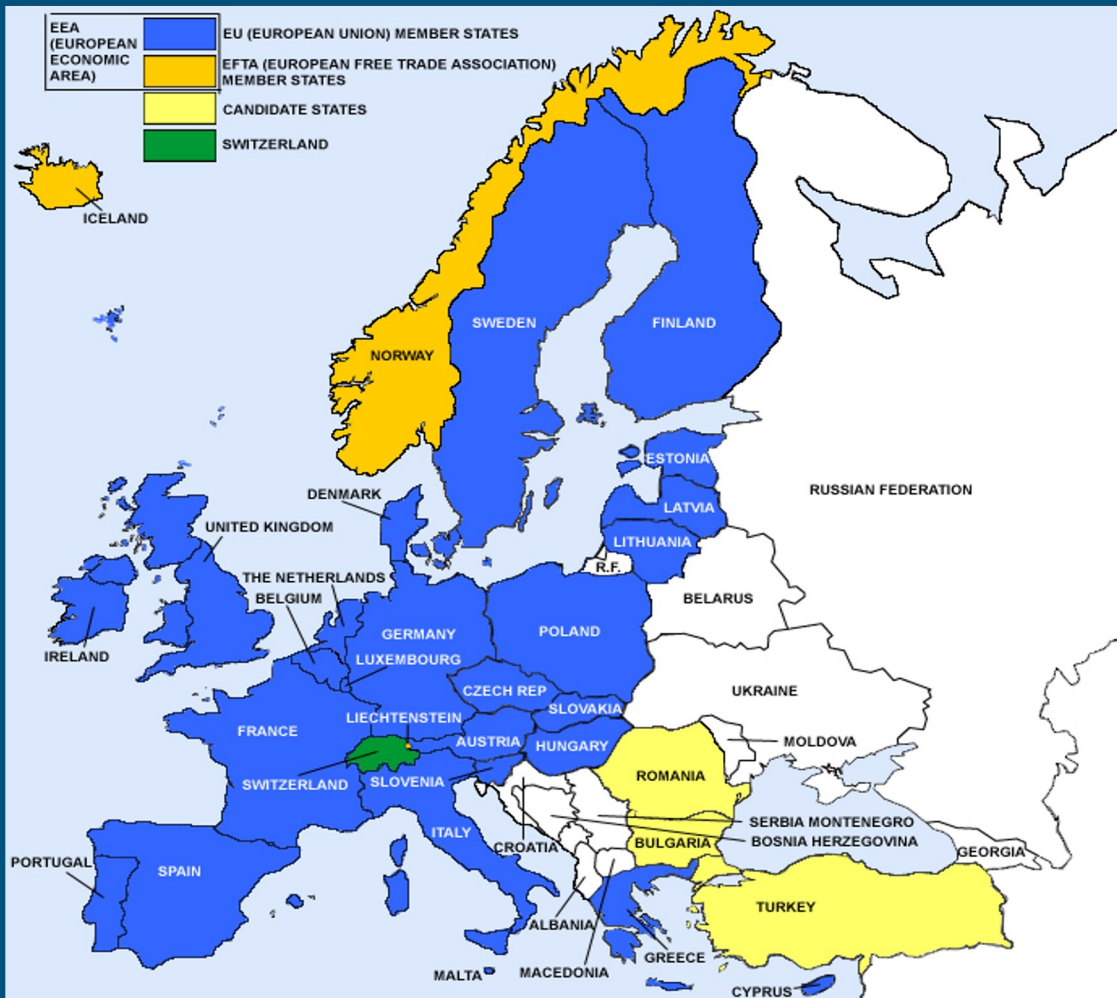 EEA
(EUROPEAN
ECONOMIC
AREA)
EU (EUROPEAN UNION) MEMBER STATES
EFTA (EUROPEAN FREE TRADE ASSOCIATION)
MEMBER STATES
CANDIDATE STATES
SWITZERLAND
ICELAND
SWEDEN
FINLAND
NORWAY
ESTONIA
RUSSIAN FEDERATION
DENMARK
LATVIA
UNITED KINGDOM
LITHUANIA
R.F.
THE NETHERLANDS
BELGIUM
BELARUS
GERMANY
POLAND
IRELAND
LUXEMBOURG
CZECH REP
UKRAINE
SLOVAKIA
LIECHTENSTEIN
FRANCE
AUSTRIA
HUNGARY
MOLDOVA
ROMANIA
SWITZERLAND
SLOVENIA
SERBIA MONTENEGRO
ITALY
BULGARIA
BOSNIA HERZEGOVINA
CROATIA
GEORGIA
PORTUGAL
SPAIN
TURKEY
ALBANIA
GREECE
MALTA
MACEDONIA
CYPRUS